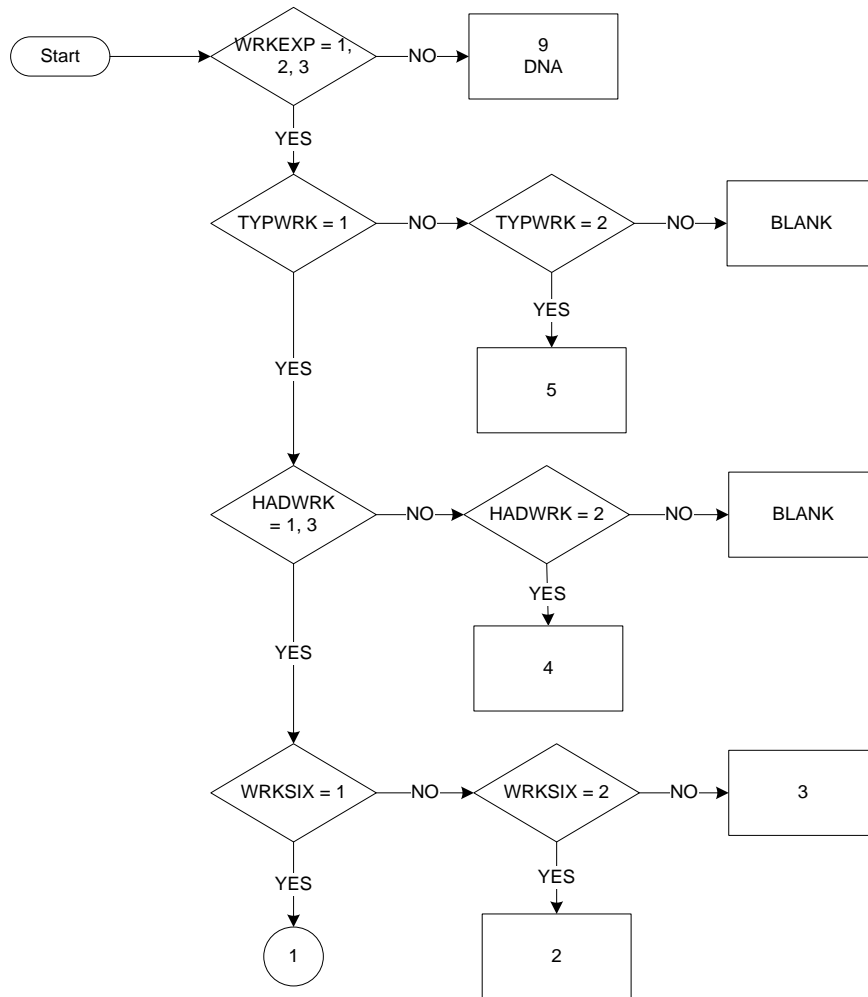 Start
WRKEXP = 1,
2, 3
NO
9
DNA
YES
TYPWRK = 1
NO
TYPWRK = 2
NO
BLANK
YES
YES
5
HADWRK
= 1, 3
NO
HADWRK = 2
NO
BLANK
YES
YES
4
WRKSIX = 1
NO
WRKSIX = 2
NO
3
YES
YES
1
2